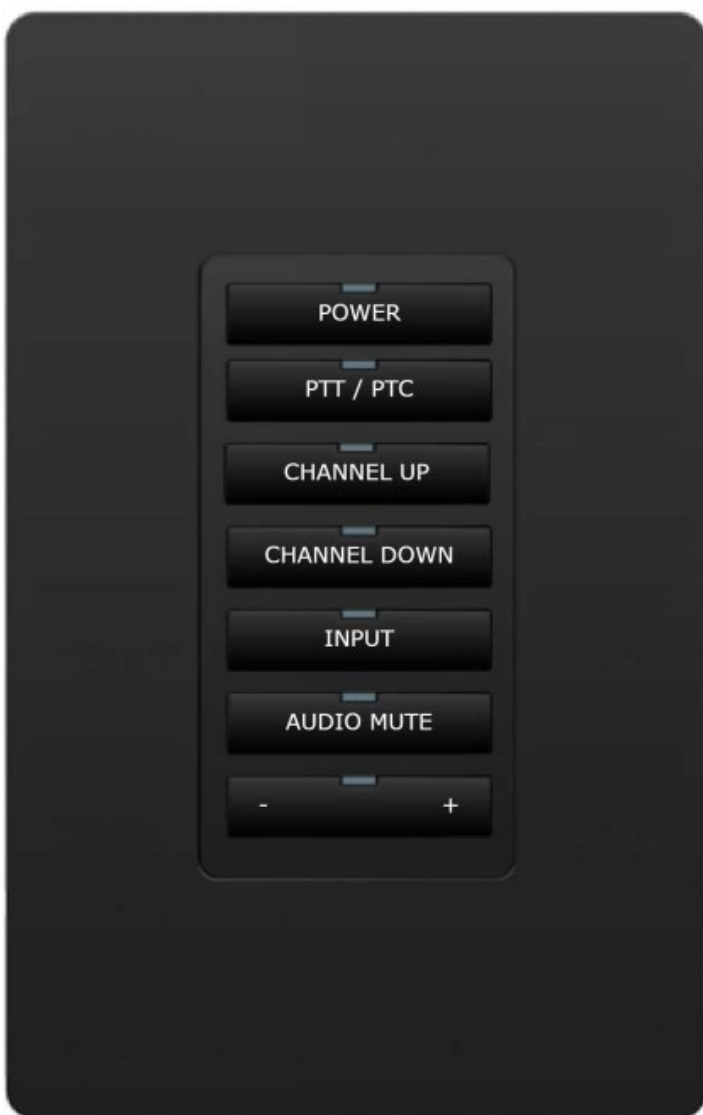 POWER
PTT / PTC
CHANNEL UP
CHANNEL DOWN
INPUT
AUDIO MUTE
- +